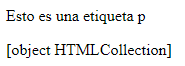 Esto es una etiqueta p
[object HTMLCollection]